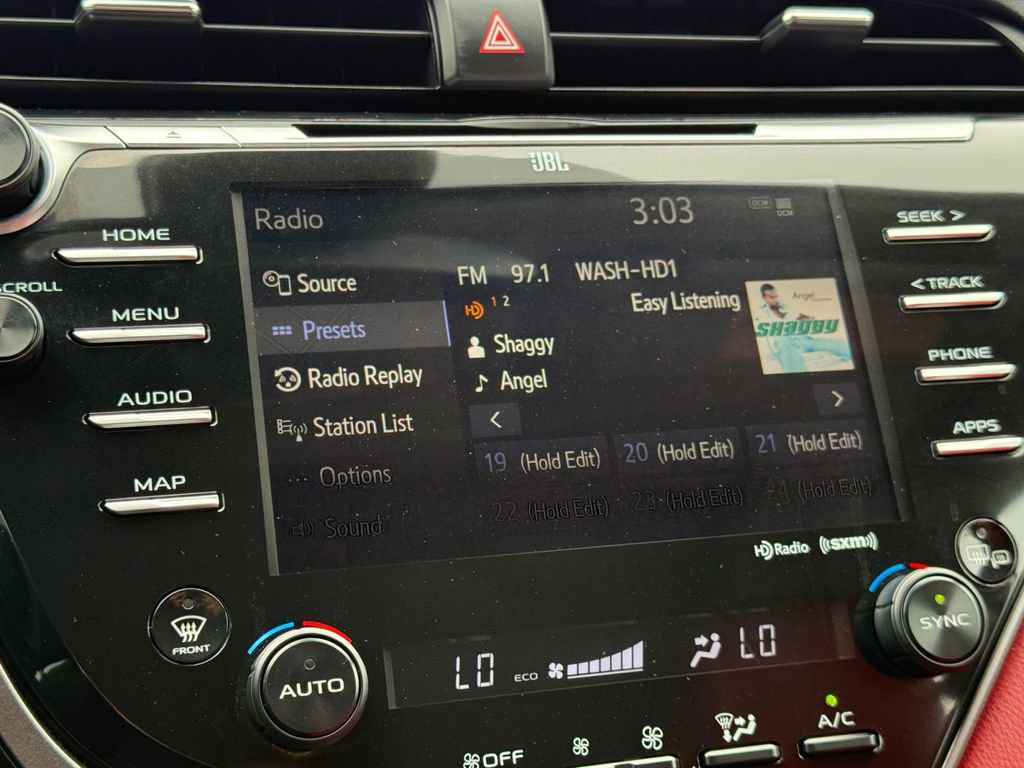 JBL
Radio
3:03
DCM
DCM
HOME
SCROLL
MENU
AUDIO
MAP
Source
Presets
Radio Replay
Station List
Options
Sound
FM 97.1 WASH-HD1
HD 1 2
Easy Listening
Shaggy
Angel
Angel
SHAGGY
<
>
19 (Hold Edit)
20 (Hold Edit)
21 (Hold Edit)
22 (Hold Edit)
23 (Hold Edit)
24 (Hold Edit)
SEEK >
< TRACK
PHONE
APPS
HD Radio
((SXM))
FRONT
AUTO
LO
ECO
LO
SYNC
OFF
A/C